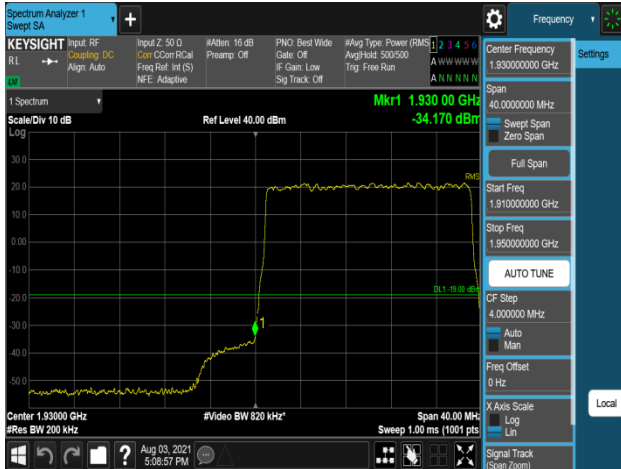 Spectrum Analyzer 1
Swept SA
+
Frequency
KEYSIGHT
RL
LXI
Input: RF
Coupling: DC
Align: Auto
Input Z: 50 Ω
Corr CCorr RCal
Freq Ref: Int (S)
NFE: Adaptive
#Atten: 16 dB
Preamp: Off
PNO: Best Wide
Gate: Off
IF Gain: Low
Sig Track: Off
#Avg Type: Power (RMS
Avg|Hold: 500/500
Trig: Free Run
1 2 3 4 5 6
A W W W W W
A N N N N N
1 Spectrum
Scale/Div 10 dB
Log
Ref Level 40.00 dBm
Mkr1 1.930 00 GHz
-34.170 dBm
30.0
20.0
10.0
0.00
-10.0
-20.0
-30.0
-40.0
-50.0
RMS
DL1 -19.00 dBm
1
Center 1.93000 GHz
#Res BW 200 kHz
#Video BW 820 kHz*
Span 40.00 MHz
Sweep 1.00 ms (1001 pts
?
Aug 03, 2021
5:08:57 PM
Center Frequency
1.930000000 GHz
Span
40.0000000 MHz
Swept Span
Zero Span
Full Span
Start Freq
1.910000000 GHz
Stop Freq
1.950000000 GHz
AUTO TUNE
CF Step
4.000000 MHz
Auto
Man
Freq Offset
0 Hz
X Axis Scale
Log
Lin
Signal Track
(Span Zoom)
Settings
Local